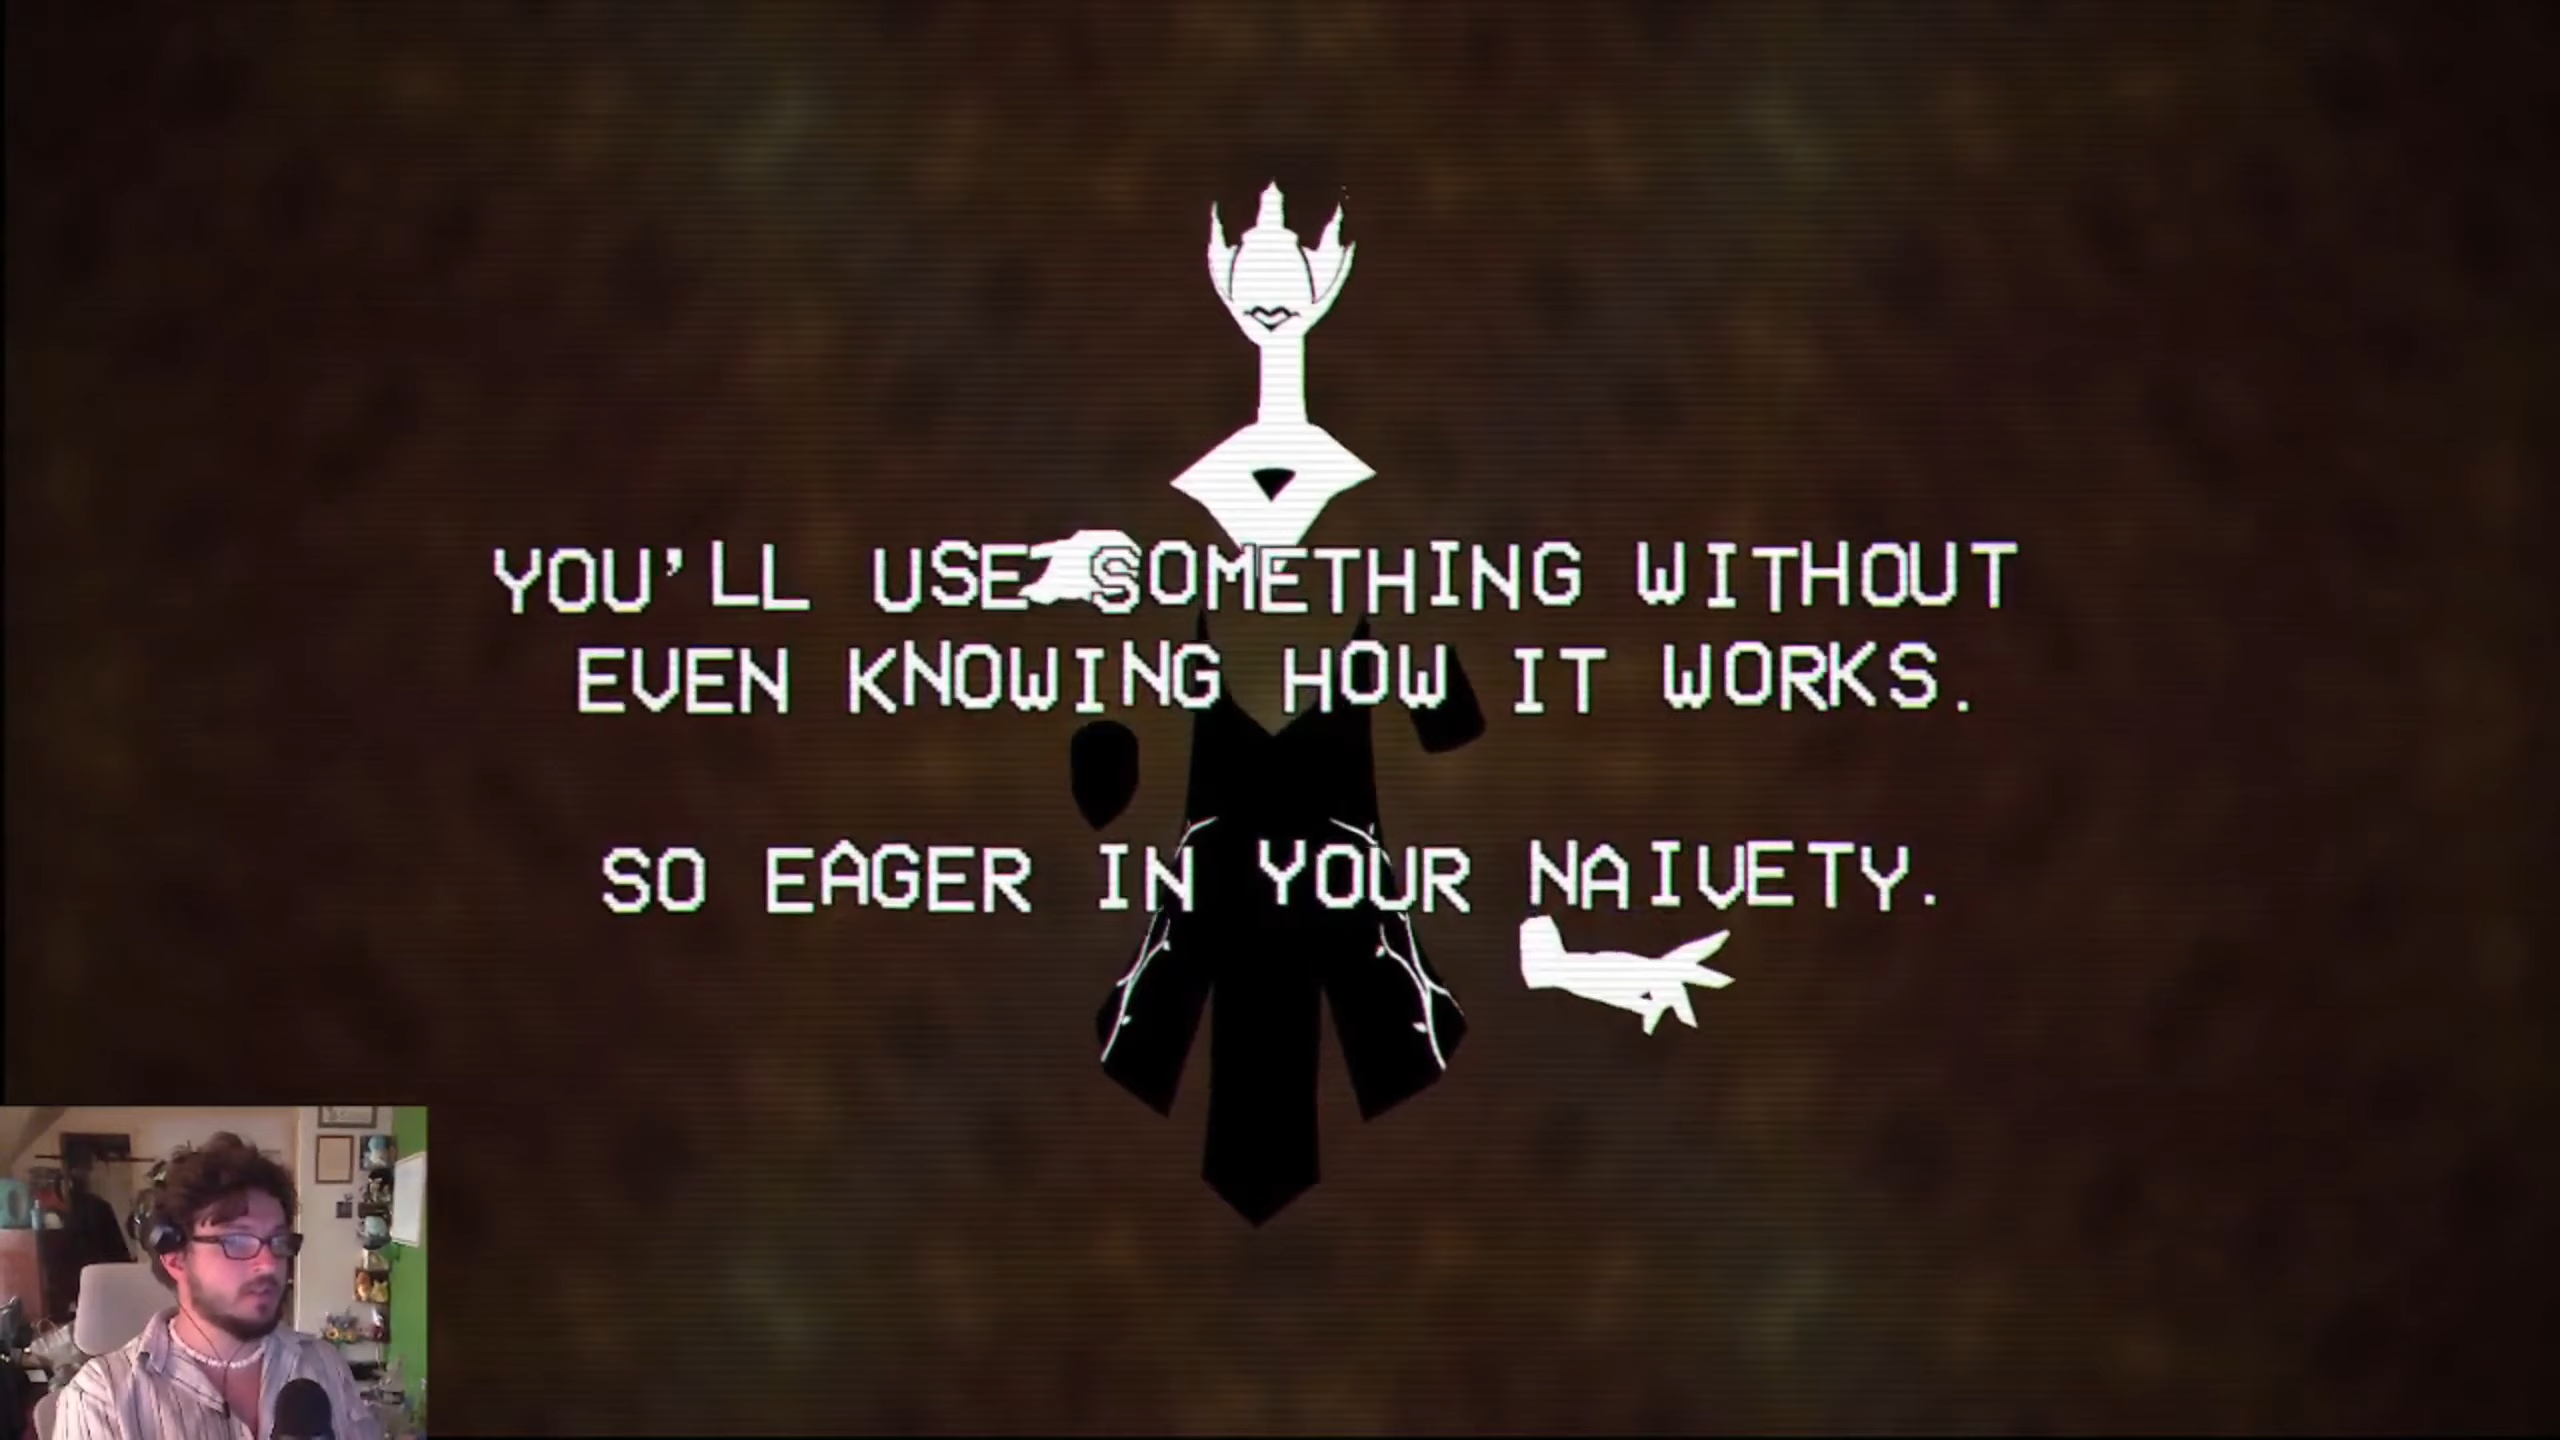 YOU'LL USE SOMETHING WITHOUT
EVEN KNOWING HOW IT WORKS.
SO EAGER IN YOUR NAIVETY.